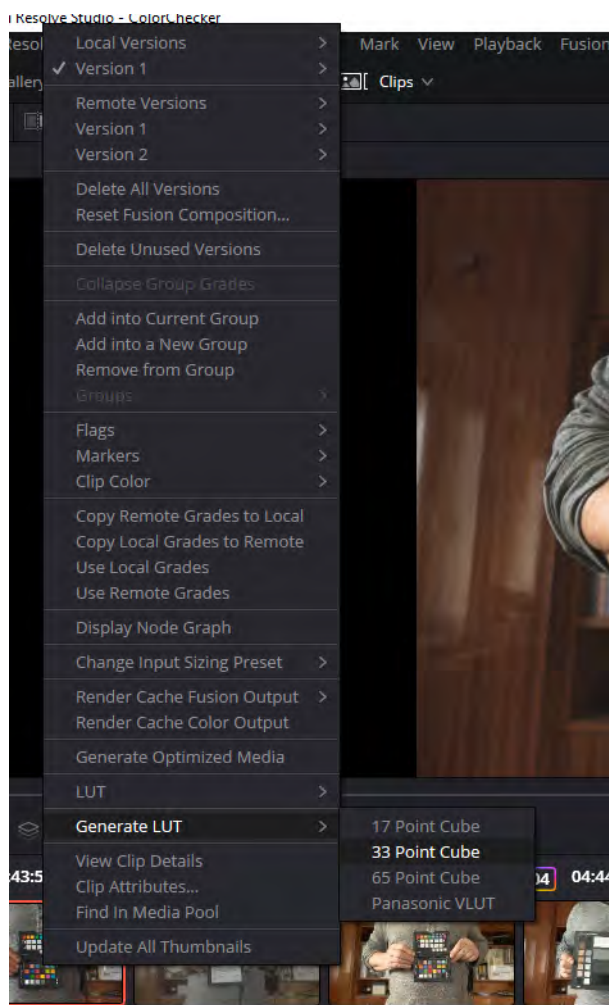 Resolve Studio - ColorChecker
Mark View Playback Fusion
Clips
Local Versions
Version 1
Remote Versions
Version 1
Version 2
Delete All Versions
Reset Fusion Composition...
Delete Unused Versions
Collapse Group Grades
Add into Current Group
Add into a New Group
Remove from Group
Groups
Flags
Markers
Clip Color
Copy Remote Grades to Local
Copy Local Grades to Remote
Use Local Grades
Use Remote Grades
Display Node Graph
Change Input Sizing Preset
Render Cache Fusion Output
Render Cache Color Output
Generate Optimized Media
LUT
Generate LUT
17 Point Cube
33 Point Cube
65 Point Cube
Panasonic VLUT
View Clip Details
Clip Attributes...
Find In Media Pool
Update All Thumbnails
:43:5
04
04:44